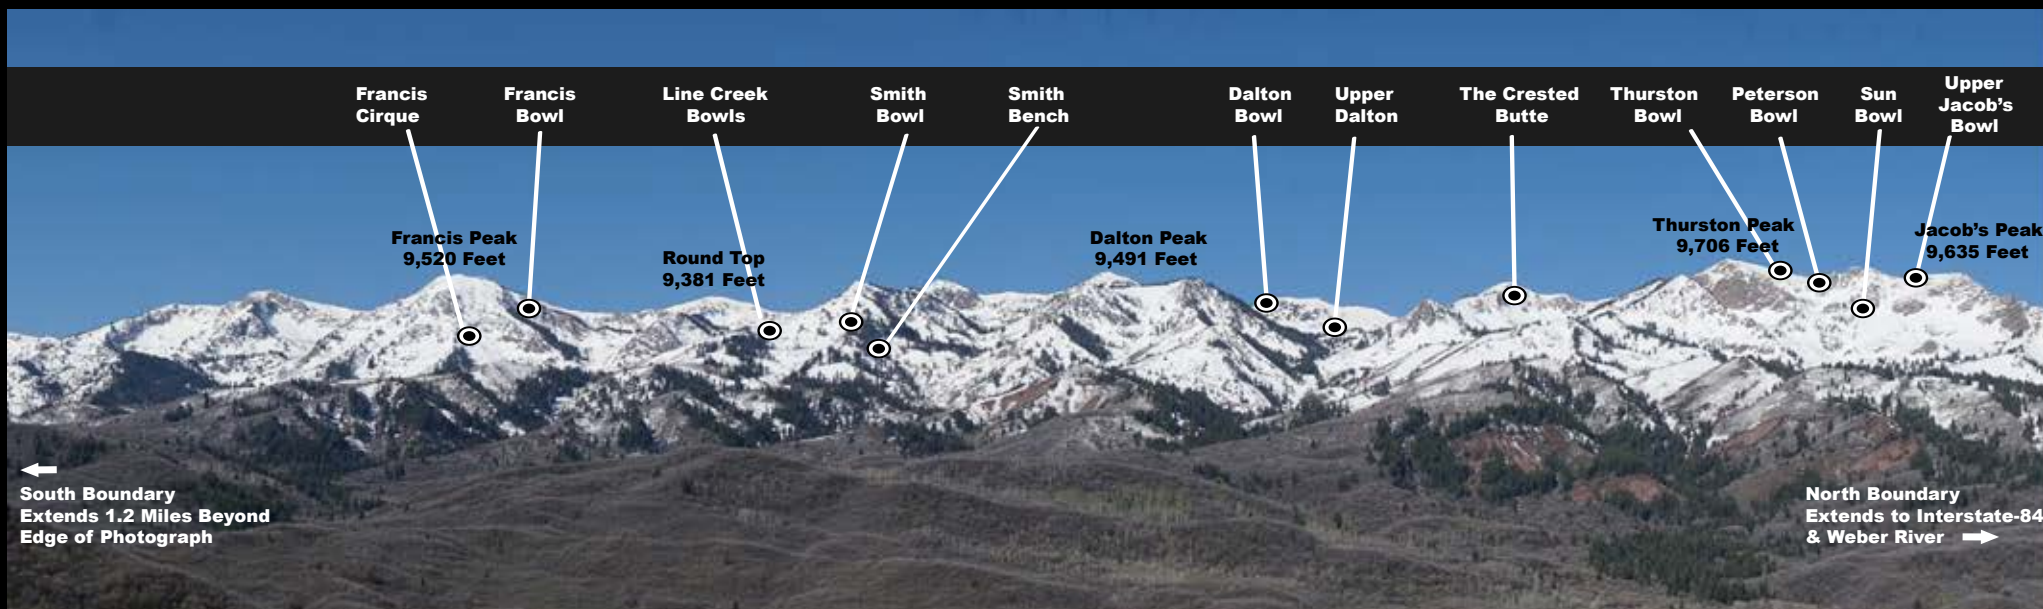 Francis
Cirque
Francis
Bowl
Line Creek
Bowls
Smith
Bowl
Smith
Bench
Dalton
Bowl
Upper
Dalton
The Crested
Butte
Thurston
Bowl
Peterson
Bowl
Sun
Bowl
Upper
Jacob's
Bowl
Francis Peak
9,520 Feet
Round Top
9,381 Feet
Dalton Peak
9,491 Feet
Thurston Peak
9,706 Feet
Jacob's Peak
9,635 Feet
South Boundary
Extends 1.2 Miles Beyond
Edge of Photograph
North Boundary
Extends to Interstate-84
& Weber River